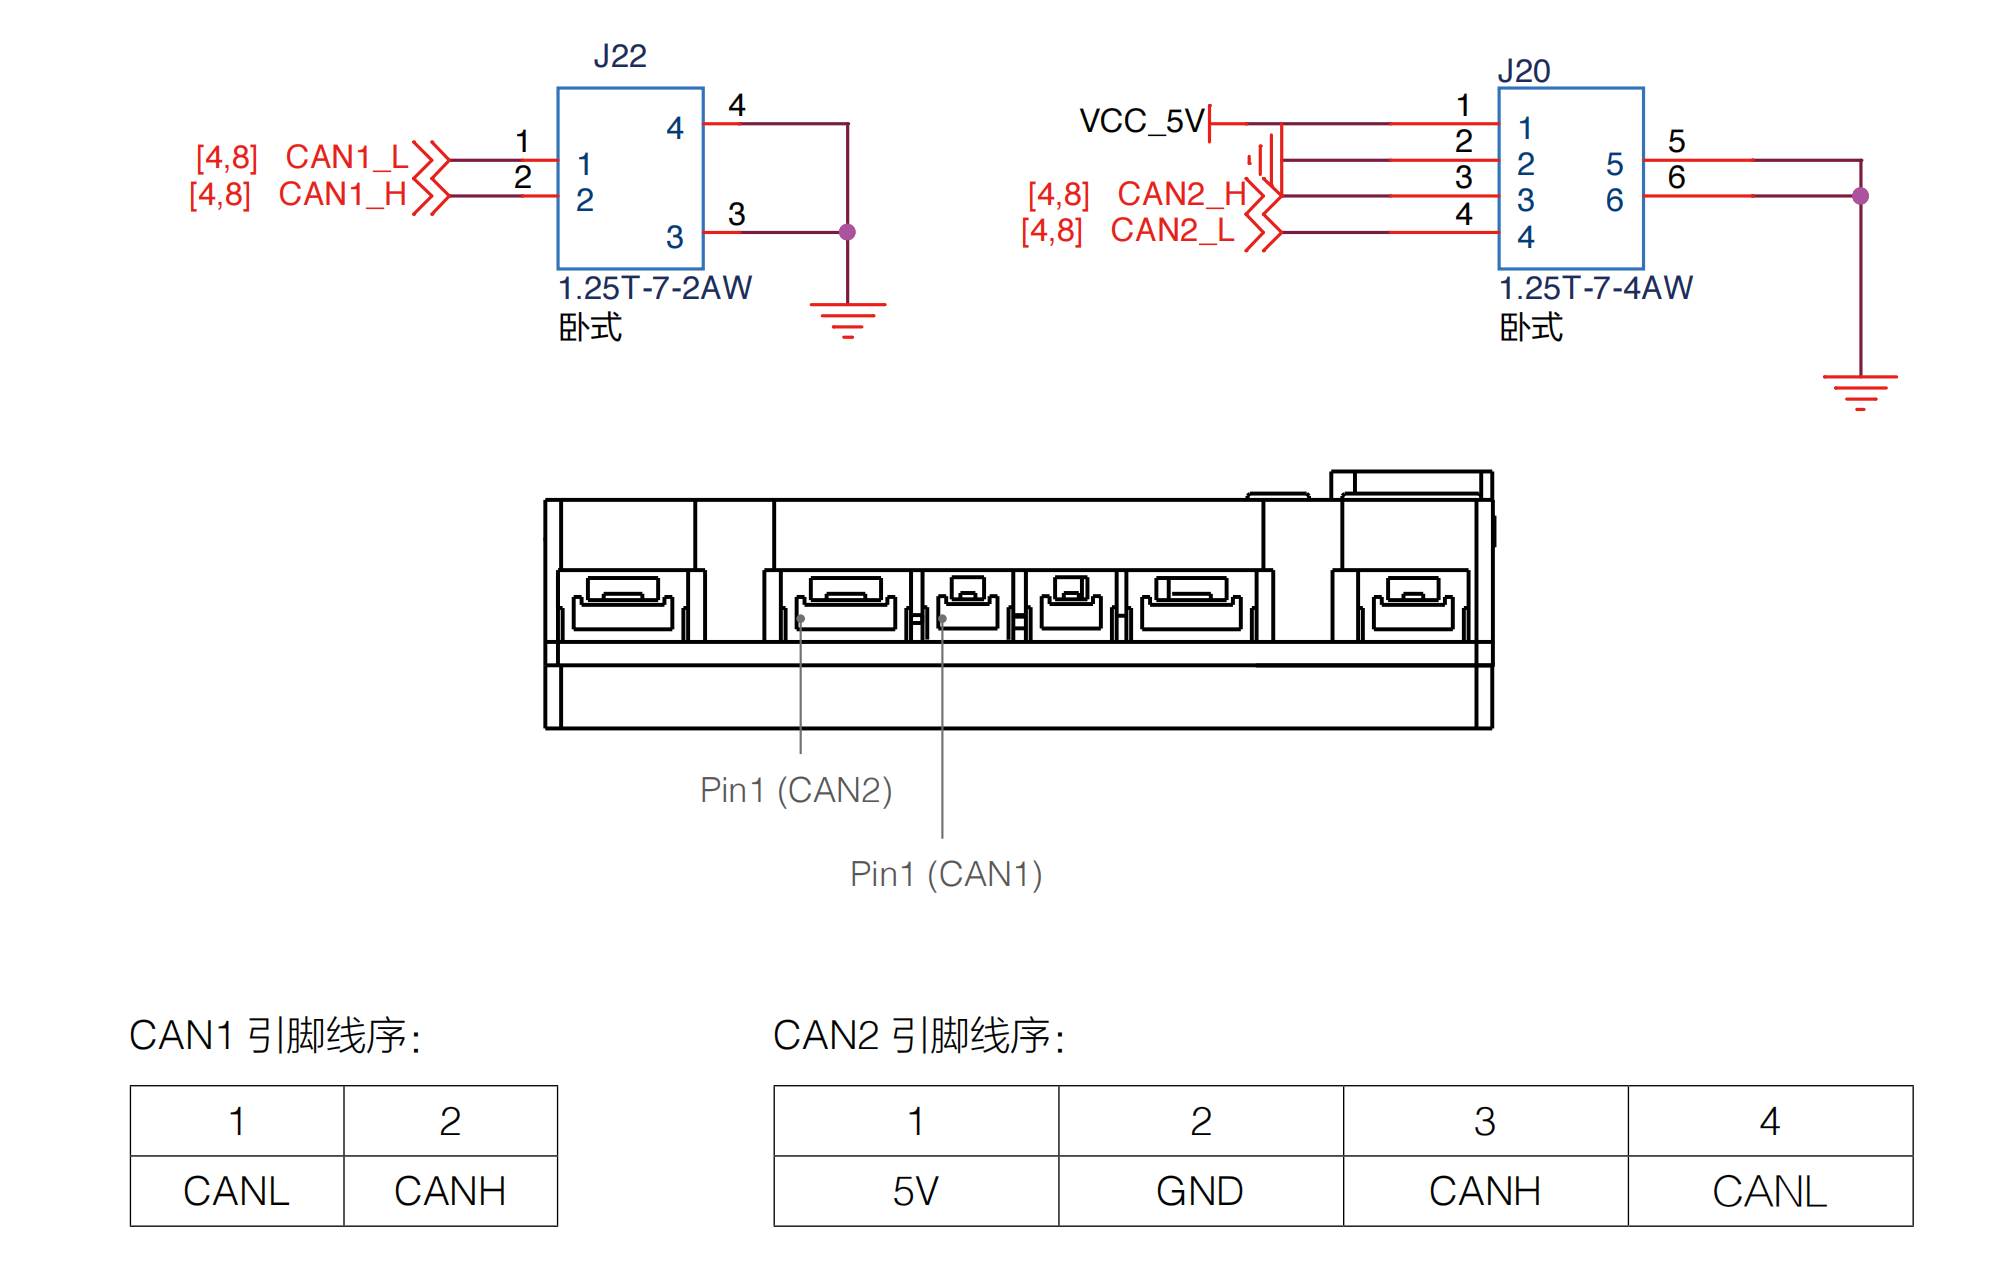 J22
4
4
1
[4,8] CAN1_L
1
2
[4,8] CAN1_H
2
3
3
1.25T-7-2AW
卧式
J20
VCC_5V
1
1
2
2
5
5
[4,8] CAN2_H
3
3
6
6
[4,8] CAN2_L
4
4
1.25T-7-4AW
卧式
Pin1 (CAN2)
Pin1 (CAN1)
CAN1 引脚线序：
1 2
CANL CANH
CAN2 引脚线序：
1 2 3 4
5V GND CANH CANL